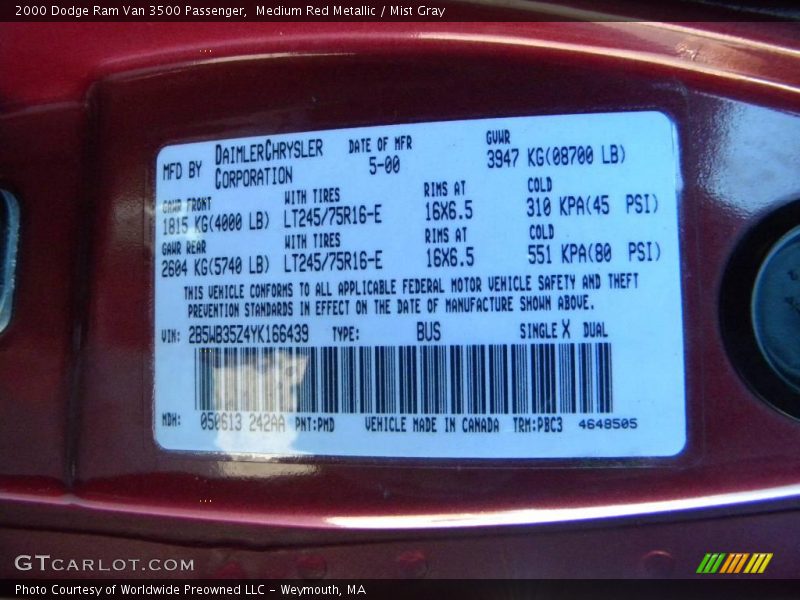 2000 Dodge Ram Van 3500 Passenger,  Medium Red Metallic / Mist Gray
MFD BY DAIMLERCHRYSLER CORPORATION DATE OF MFR 5-00 GVWR 3947 KG(08700 LB)
GAWR FRONT WITH TIRES RIMS AT COLD
1815 KG(4000 LB) LT245/75R16-E 16X6.5 310 KPA(45 PSI)
GAWR REAR WITH TIRES RIMS AT COLD
2604 KG(5740 LB) LT245/75R16-E 16X6.5 551 KPA(80 PSI)
THIS VEHICLE CONFORMS TO ALL APPLICABLE FEDERAL MOTOR VEHICLE SAFETY AND THEFT
PREVENTION STANDARDS IN EFFECT ON THE DATE OF MANUFACTURE SHOWN ABOVE.
VIN: 2B5WB35Z4YK166439 TYPE: BUS SINGLE X DUAL
MDH: 050613 242AA PNT:PMD VEHICLE MADE IN CANADA TRM:PBC3 4648505
GTCARLOT.COM
Photo Courtesy of Worldwide Preowned LLC - Weymouth, MA